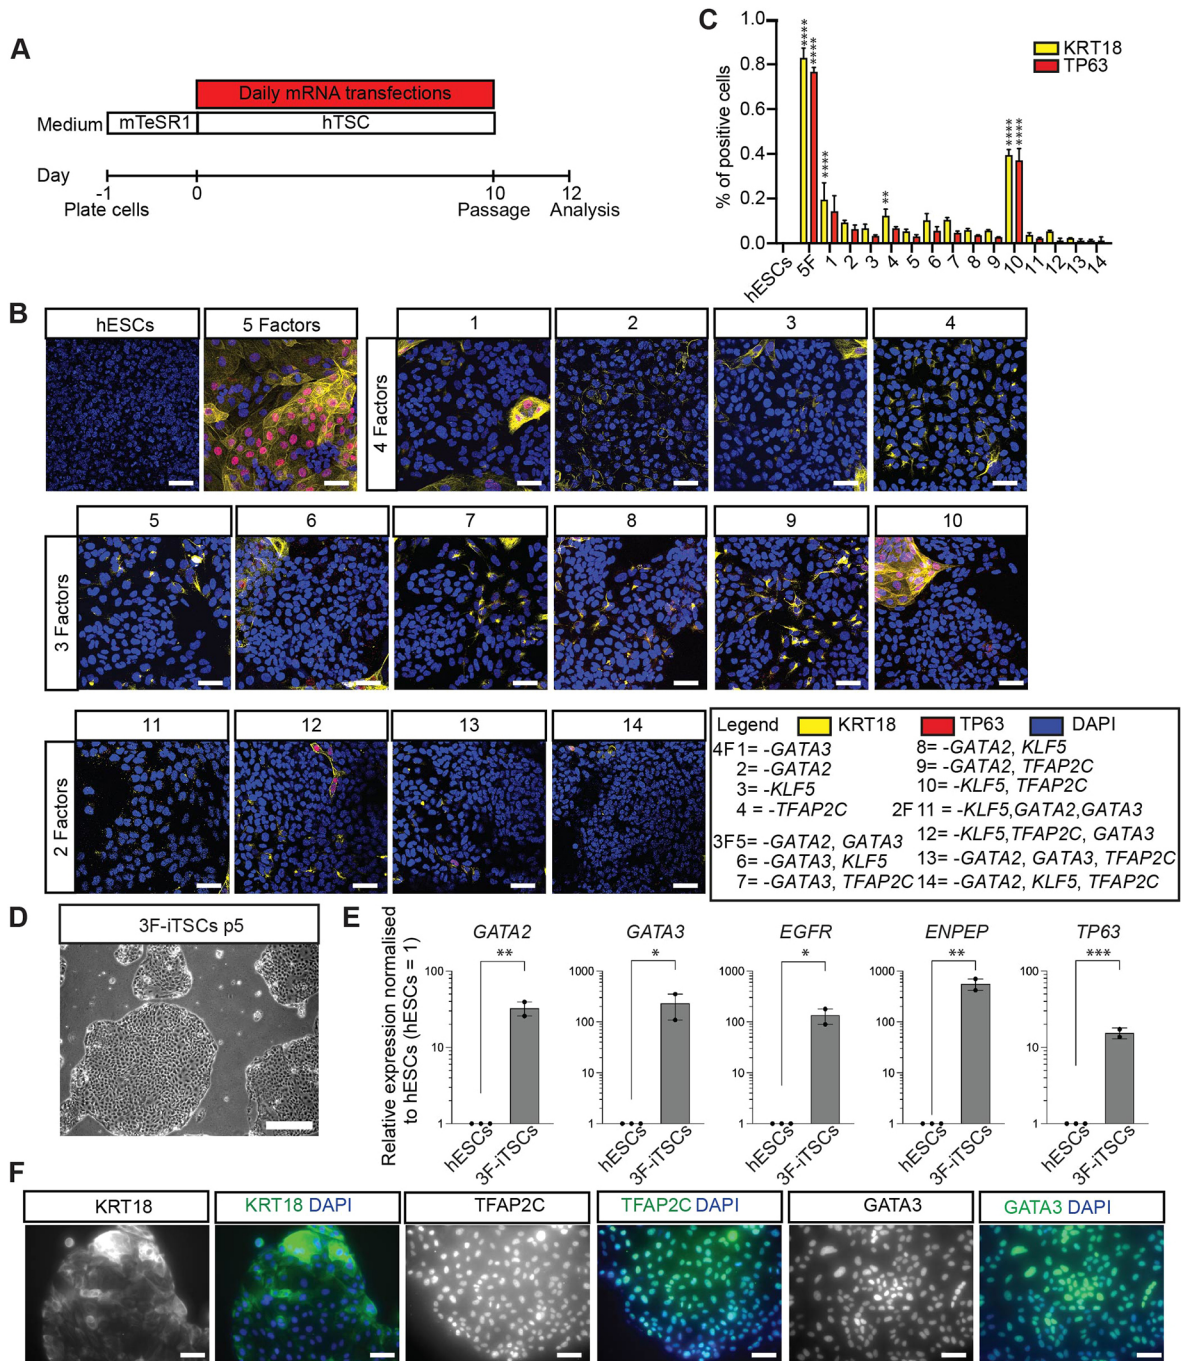 A
Daily mRNA transfections
Medium mTeSR1 hTSC
Day
-1 0 10 12
Plate cells Passage Analysis
C
% of positive cells
1.0
0.8
0.6
0.4
0.2
0.0
**** **** **** ** **** ****
KRT18
TP63
hESCs 5F 1 2 3 4 5 6 7 8 9 10 11 12 13 14
B
hESCs 5 Factors 4 Factors 1 2 3 4
3 Factors 5 6 7 8 9 10
2 Factors 11 12 13 14
Legend KRT18 TP63 DAPI
4F 1= -GATA3
2= -GATA2
3= -KLF5
4 = -TFAP2C
3F 5= -GATA2, GATA3
6= -GATA3, KLF5
7= -GATA3, TFAP2C
8= -GATA2, KLF5
9= -GATA2, TFAP2C
10= -KLF5, TFAP2C
2F 11= -KLF5,GATA2,GATA3
12= -KLF5,TFAP2C, GATA3
13= -GATA2, GATA3, TFAP2C
14= -GATA2, KLF5, TFAP2C
D
3F-iTSCs p5
E
Relative expression normalised
to hESCs (hESCs = 1)
GATA2
**
100
10
1
hESCs 3F-iTSCs
GATA3
*
1000
100
10
1
hESCs 3F-iTSCs
EGFR
*
1000
100
10
1
hESCs 3F-iTSCs
ENPEP
**
1000
100
10
1
hESCs 3F-iTSCs
TP63
***
100
10
1
hESCs 3F-iTSCs
F
KRT18 KRT18 DAPI TFAP2C TFAP2C DAPI GATA3 GATA3 DAPI